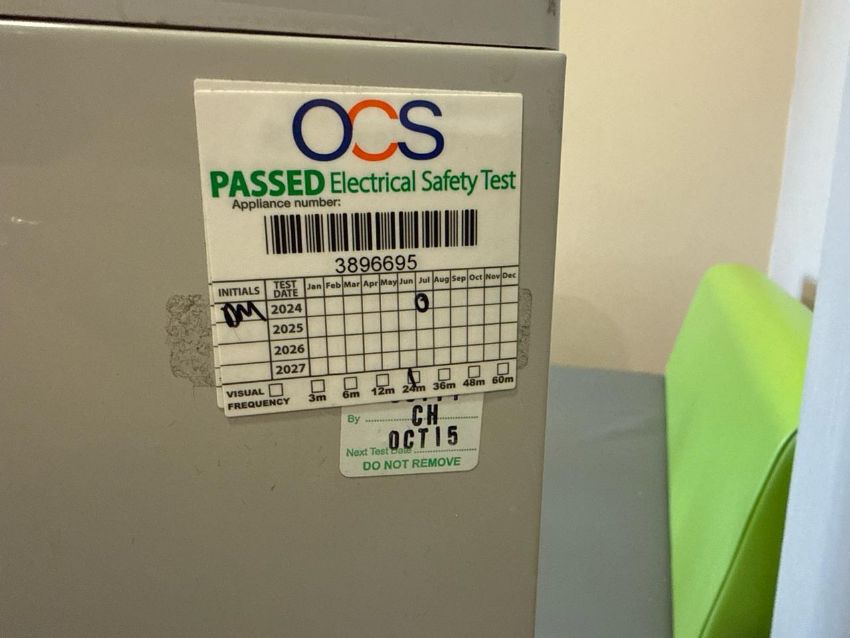 OCS
PASSED Electrical Safety Test
Appliance number:
3896695
INITIALS TEST DATE Jan Feb Mar Apr May Jun Jul Aug Sep Oct Nov Dec
DM 2024 O
2025
2026
2027
VISUAL FREQUENCY 3m 6m 12m 24m 36m 48m 60m
By CH
OCT15
Next Test Date
DO NOT REMOVE